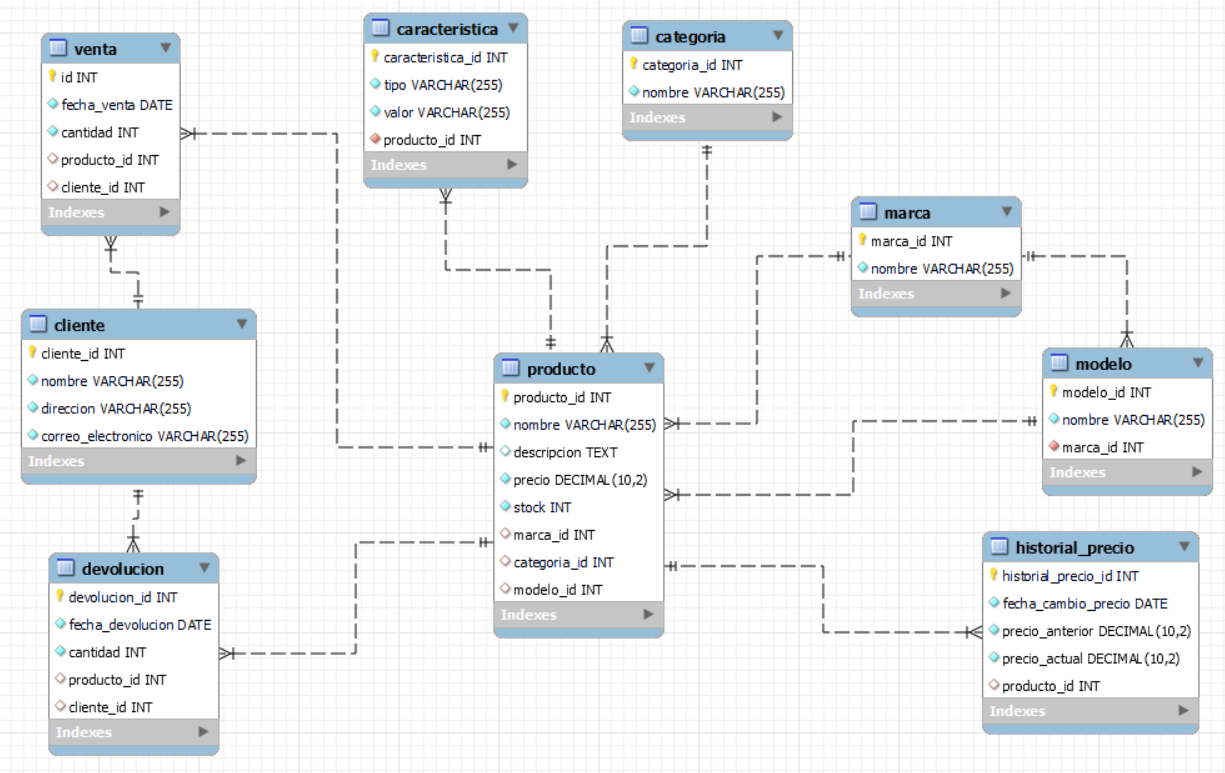 venta
id INT
fecha_venta DATE
cantidad INT
producto_id INT
cliente_id INT
Indexes
caracteristica
caracteristica_id INT
tipo VARCHAR(255)
valor VARCHAR(255)
producto_id INT
Indexes
categoria
categoria_id INT
nombre VARCHAR(255)
Indexes
marca
marca_id INT
nombre VARCHAR(255)
Indexes
cliente
cliente_id INT
nombre VARCHAR(255)
direccion VARCHAR(255)
correo_electronico VARCHAR(255)
Indexes
producto
producto_id INT
nombre VARCHAR(255)
descripcion TEXT
precio DECIMAL(10,2)
stock INT
marca_id INT
categoria_id INT
modelo_id INT
Indexes
modelo
modelo_id INT
nombre VARCHAR(255)
marca_id INT
Indexes
devolucion
devolucion_id INT
fecha_devolucion DATE
cantidad INT
producto_id INT
cliente_id INT
Indexes
historial_precio
historial_precio_id INT
fecha_cambio_precio DATE
precio_anterior DECIMAL(10,2)
precio_actual DECIMAL(10,2)
producto_id INT
Indexes